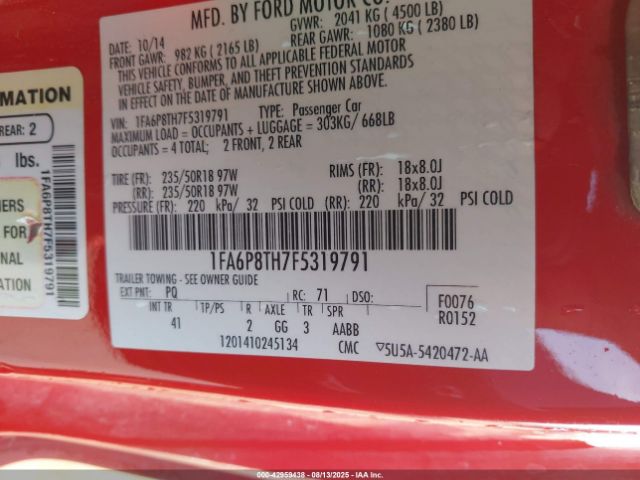 MFD. BY FORD MOTOR CO.
DATE: 10/14
GVWR: 2041 KG ( 4500 LB)
FRONT GAWR: 982 KG ( 2165 LB)
REAR GAWR: 1080 KG ( 2380 LB)
THIS VEHICLE CONFORMS TO ALL APPLICABLE FEDERAL MOTOR
VEHICLE SAFETY, BUMPER, AND THEFT PREVENTION STANDARDS
IN EFFECT ON THE DATE OF MANUFACTURE SHOWN ABOVE.
VIN: 1FA6P8TH7F5319791 TYPE: Passenger Car
MAXIMUM LOAD = OCCUPANTS + LUGGAGE = 303KG/ 668LB
OCCUPANTS = 4 TOTAL; 2 FRONT, 2 REAR
TIRE (FR): 235/50R18 97W RIMS (FR): 18x8.0J
(RR): 235/50R18 97W (RR): 18x8.0J
PRESSURE (FR): 220 kPa/ 32 PSI COLD (RR): 220 kPa/ 32 PSI COLD
1FA6P8TH7F5319791
TRAILER TOWING - SEE OWNER GUIDE
EXT PNT: PQ RC: 71 DSO:
F0076
R0152
INT TR TP/PS R AXLE TR SPR
41 2 GG 3 AABB
1201410245134 CMC ▽5U5A-5420472-AA
RMATION
REAR: 2
lbs.
1FA6P8TH7F5319791
FOR
NAL
000-42959438 - 08/13/2025 - IAA, Inc.